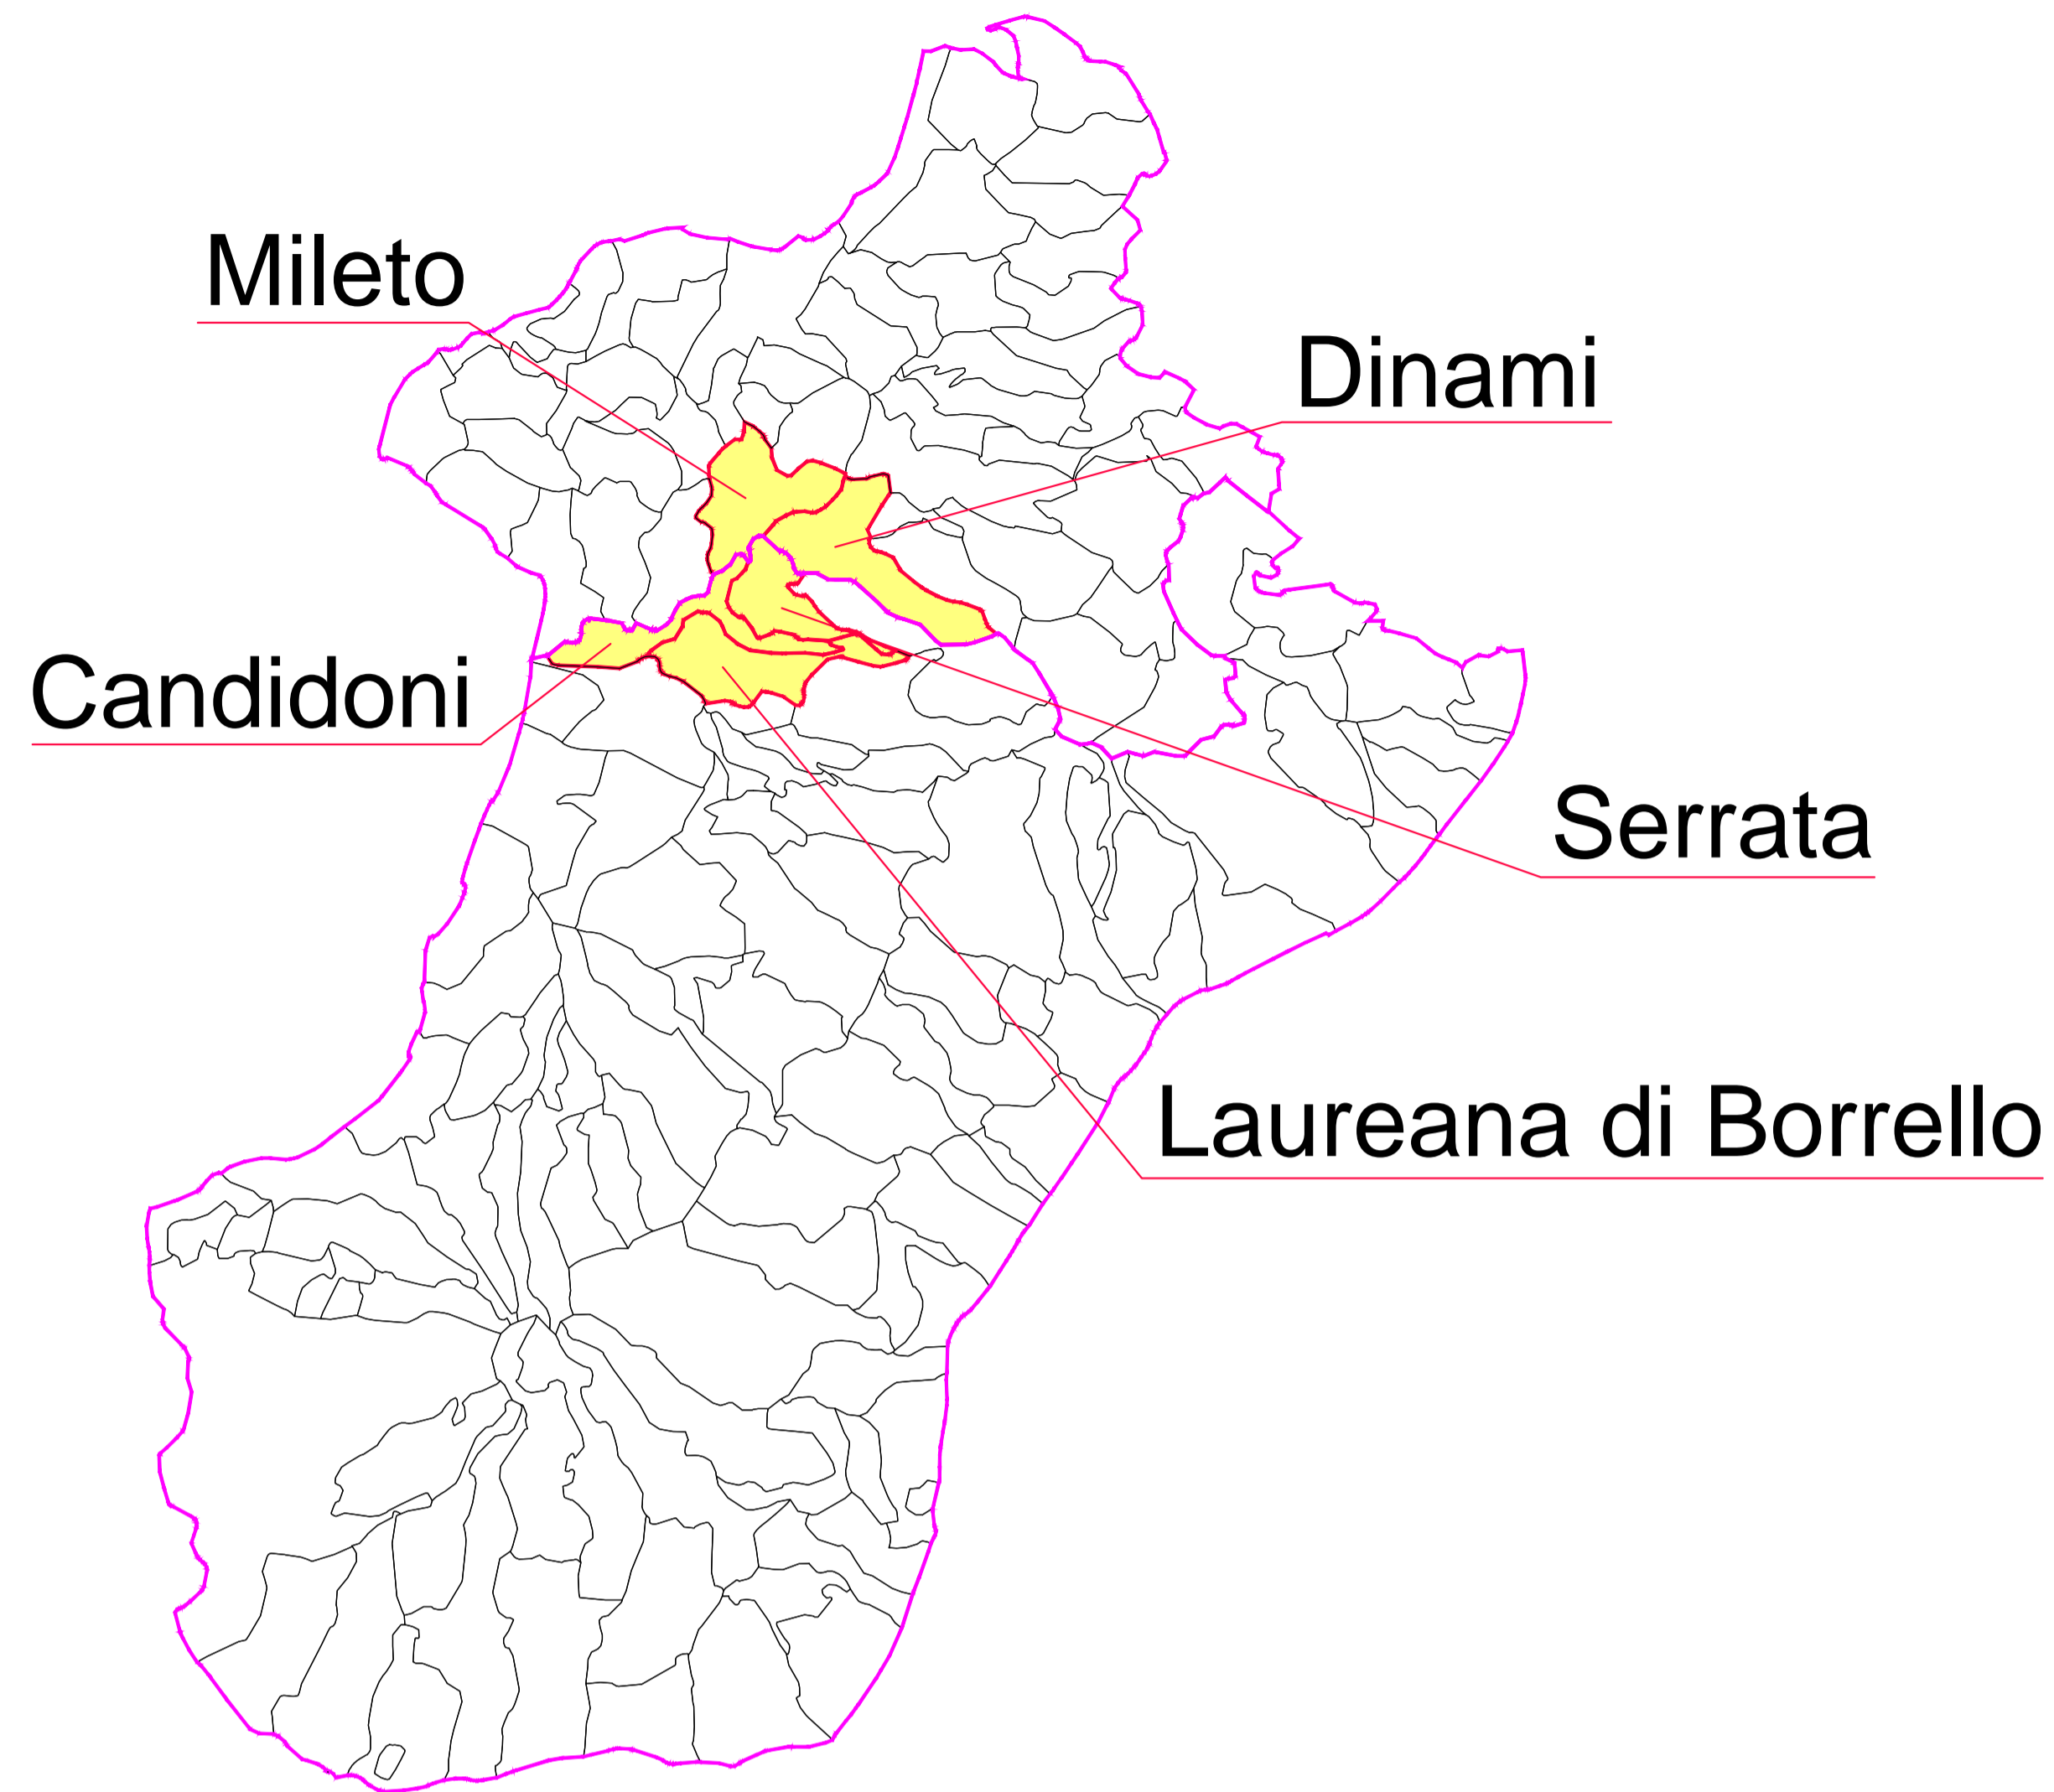 Mileto
Dinami
Candidoni
Serrata
Laureana di Borrello